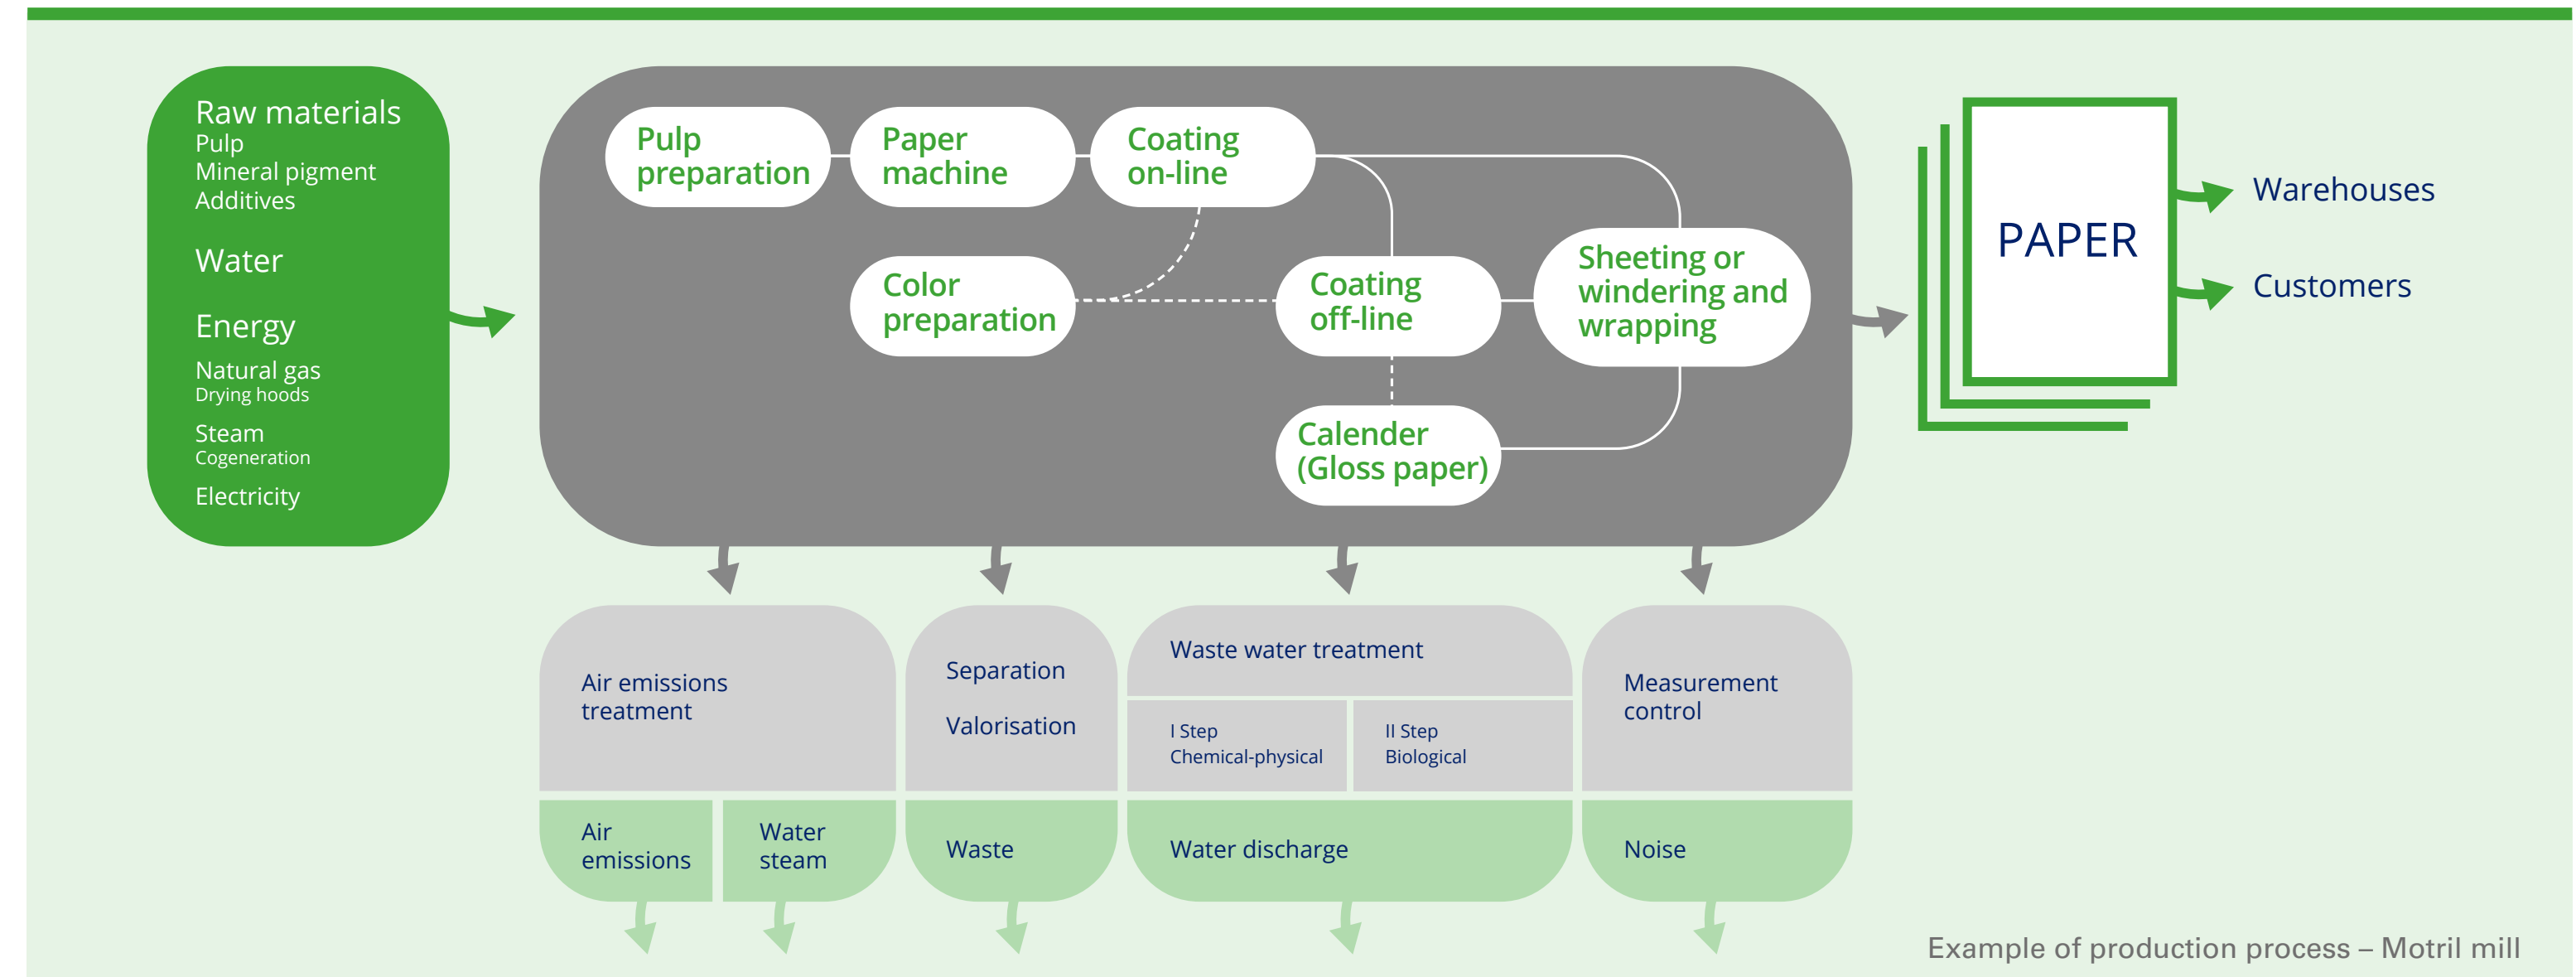 Raw materials
Pulp
Mineral pigment
Additives
Water
Energy
Natural gas
Drying hoods
Steam
Cogeneration
Electricity
Pulp
preparation
Paper
machine
Coating
on-line
Color
preparation
Coating
off-line
Sheeting or
windering and
wrapping
Calender
(Gloss paper)
PAPER
Warehouses
Customers
Air emissions
treatment
Separation
Valorisation
Waste water treatment
I Step
Chemical-physical
II Step
Biological
Measurement
control
Air
emissions
Water
steam
Waste
Water discharge
Noise
Example of production process – Motril mill